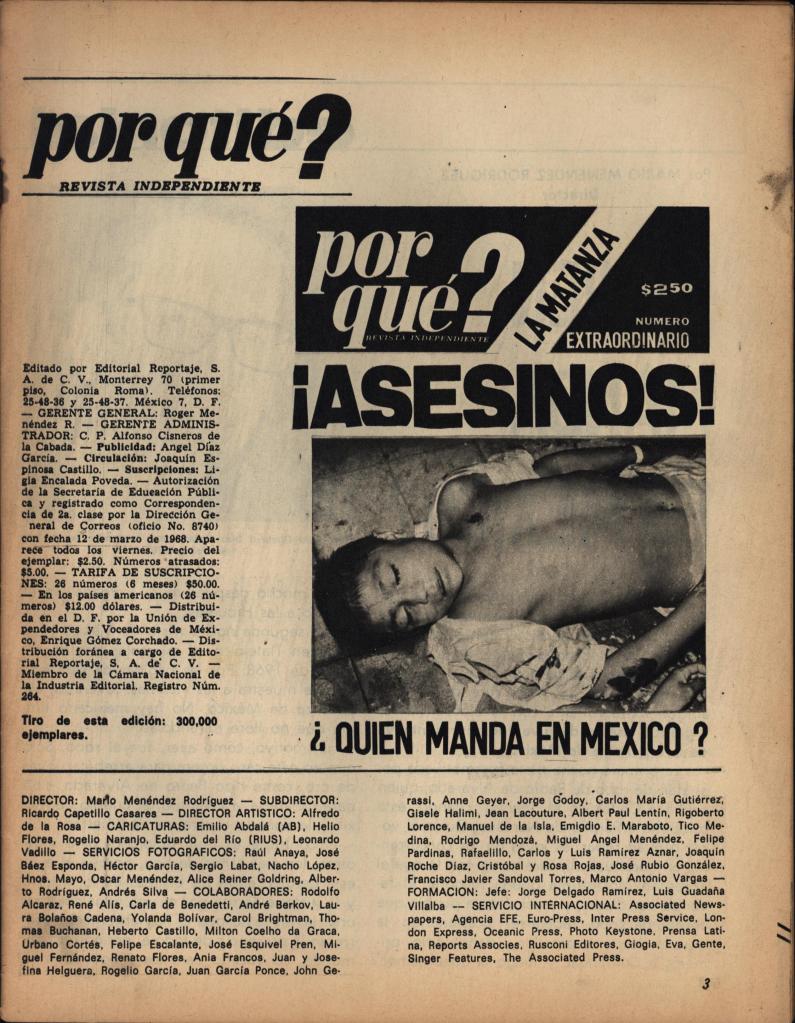 por qué?
REVISTA INDEPENDIENTE
por
qué?
REVISTA INDEPENDIENTE
LA MATANZA
$2.50
NUMERO
EXTRAORDINARIO
¡ASESINOS!
¿ QUIEN MANDA EN MEXICO ?
Editado por Editorial Reportaje, S.
A. de C. V., Monterrey 70 (primer
piso, Colonia Roma). Teléfonos:
25-48-36 y 25-48-37. México 7, D. F.
— GERENTE GENERAL: Roger Me-
néndez R. — GERENTE ADMINIS-
TRADOR: C. P. Alfonso Cisneros de
la Cabada. — Publicidad: Angel Díaz
García. — Circulación: Joaquín Es-
pinosa Castillo. — Suscripciones: Li-
gia Encalada Poveda. — Autorización
de la Secretaría de Educación Públi-
ca y registrado como Corresponden-
cia de 2a. clase por la Dirección Ge-
neral de Correos (oficio No. 8740)
con fecha 12 de marzo de 1968. Apa-
rece todos los viernes. Precio del
ejemplar: $2.50. Números atrasados:
$5.00. — TARIFA DE SUSCRIPCIO-
NES: 26 números (6 meses) $50.00.
— En los países americanos (26 nú-
meros) $12.00 dólares. — Distribui-
da en el D. F. por la Unión de Ex-
pendedores y Voceadores de Méxi-
co, Enrique Gómez Corchado. — Dis-
tribución foránea a cargo de Edito-
rial Reportaje, S. A. de C. V. —
Miembro de la Cámara Nacional de
la Industria Editorial. Registro Núm.
264.
Tiro de esta edición: 300,000
ejemplares.
DIRECTOR: Mario Menéndez Rodríguez — SUBDIRECTOR:
Ricardo Capetillo Casares — DIRECTOR ARTISTICO: Alfredo
de la Rosa — CARICATURAS: Emilio Abdalá (AB), Helio
Flores, Rogelio Naranjo, Eduardo del Río (RIUS), Leonardo
Vadillo — SERVICIOS FOTOGRAFICOS: Raúl Anaya, José
Báez Esponda, Héctor García, Sergio Labat, Nacho López,
Hnos. Mayo, Oscar Menéndez, Alice Reiner Goldring, Alber-
to Rodríguez, Andrés Silva — COLABORADORES: Rodolfo
Alcaraz, René Alís, Carla de Benedetti, André Berkov, Lau-
ra Bolaños Cadena, Yolanda Bolívar, Carol Brightman, Tho-
mas Buchanan, Heberto Castillo, Milton Coelho da Graca,
Urbano Cortés, Felipe Escalante, José Esquivel Pren, Mi-
guel Fernández, Renato Flores, Ania Francos, Juan y Jose-
fina Helguera, Rogelio García, Juan García Ponce, John Ge-
rassi, Anne Geyer, Jorge Godoy, Carlos María Gutiérrez,
Gisele Halimi, Jean Lacouture, Albert Paul Lentín, Rigoberto
Lorence, Manuel de la Isla, Emigdio E. Maraboto, Tico Me-
dina, Rodrigo Mendozá, Miguel Angel Menéndez, Felipe
Pardinas, Rafaelillo, Carlos y Luis Ramírez Aznar, Joaquín
Roche Díaz, Cristóbal y Rosa Rojas, José Rubio González,
Francisco Javier Sandoval Torres, Marco Antonio Vargas —
FORMACION: Jefe: Jorge Delgado Ramírez, Luis Guadaña
Villalba — SERVICIO INTERNACIONAL: Associated News-
papers, Agencia EFE, Euro-Press, Inter Press Service, Lon-
don Express, Oceanic Press, Photo Keystone, Prensa Lati-
na, Reports Associes, Rusconi Editores, Giogia, Eva, Gente,
Singer Features, The Associated Press.
3